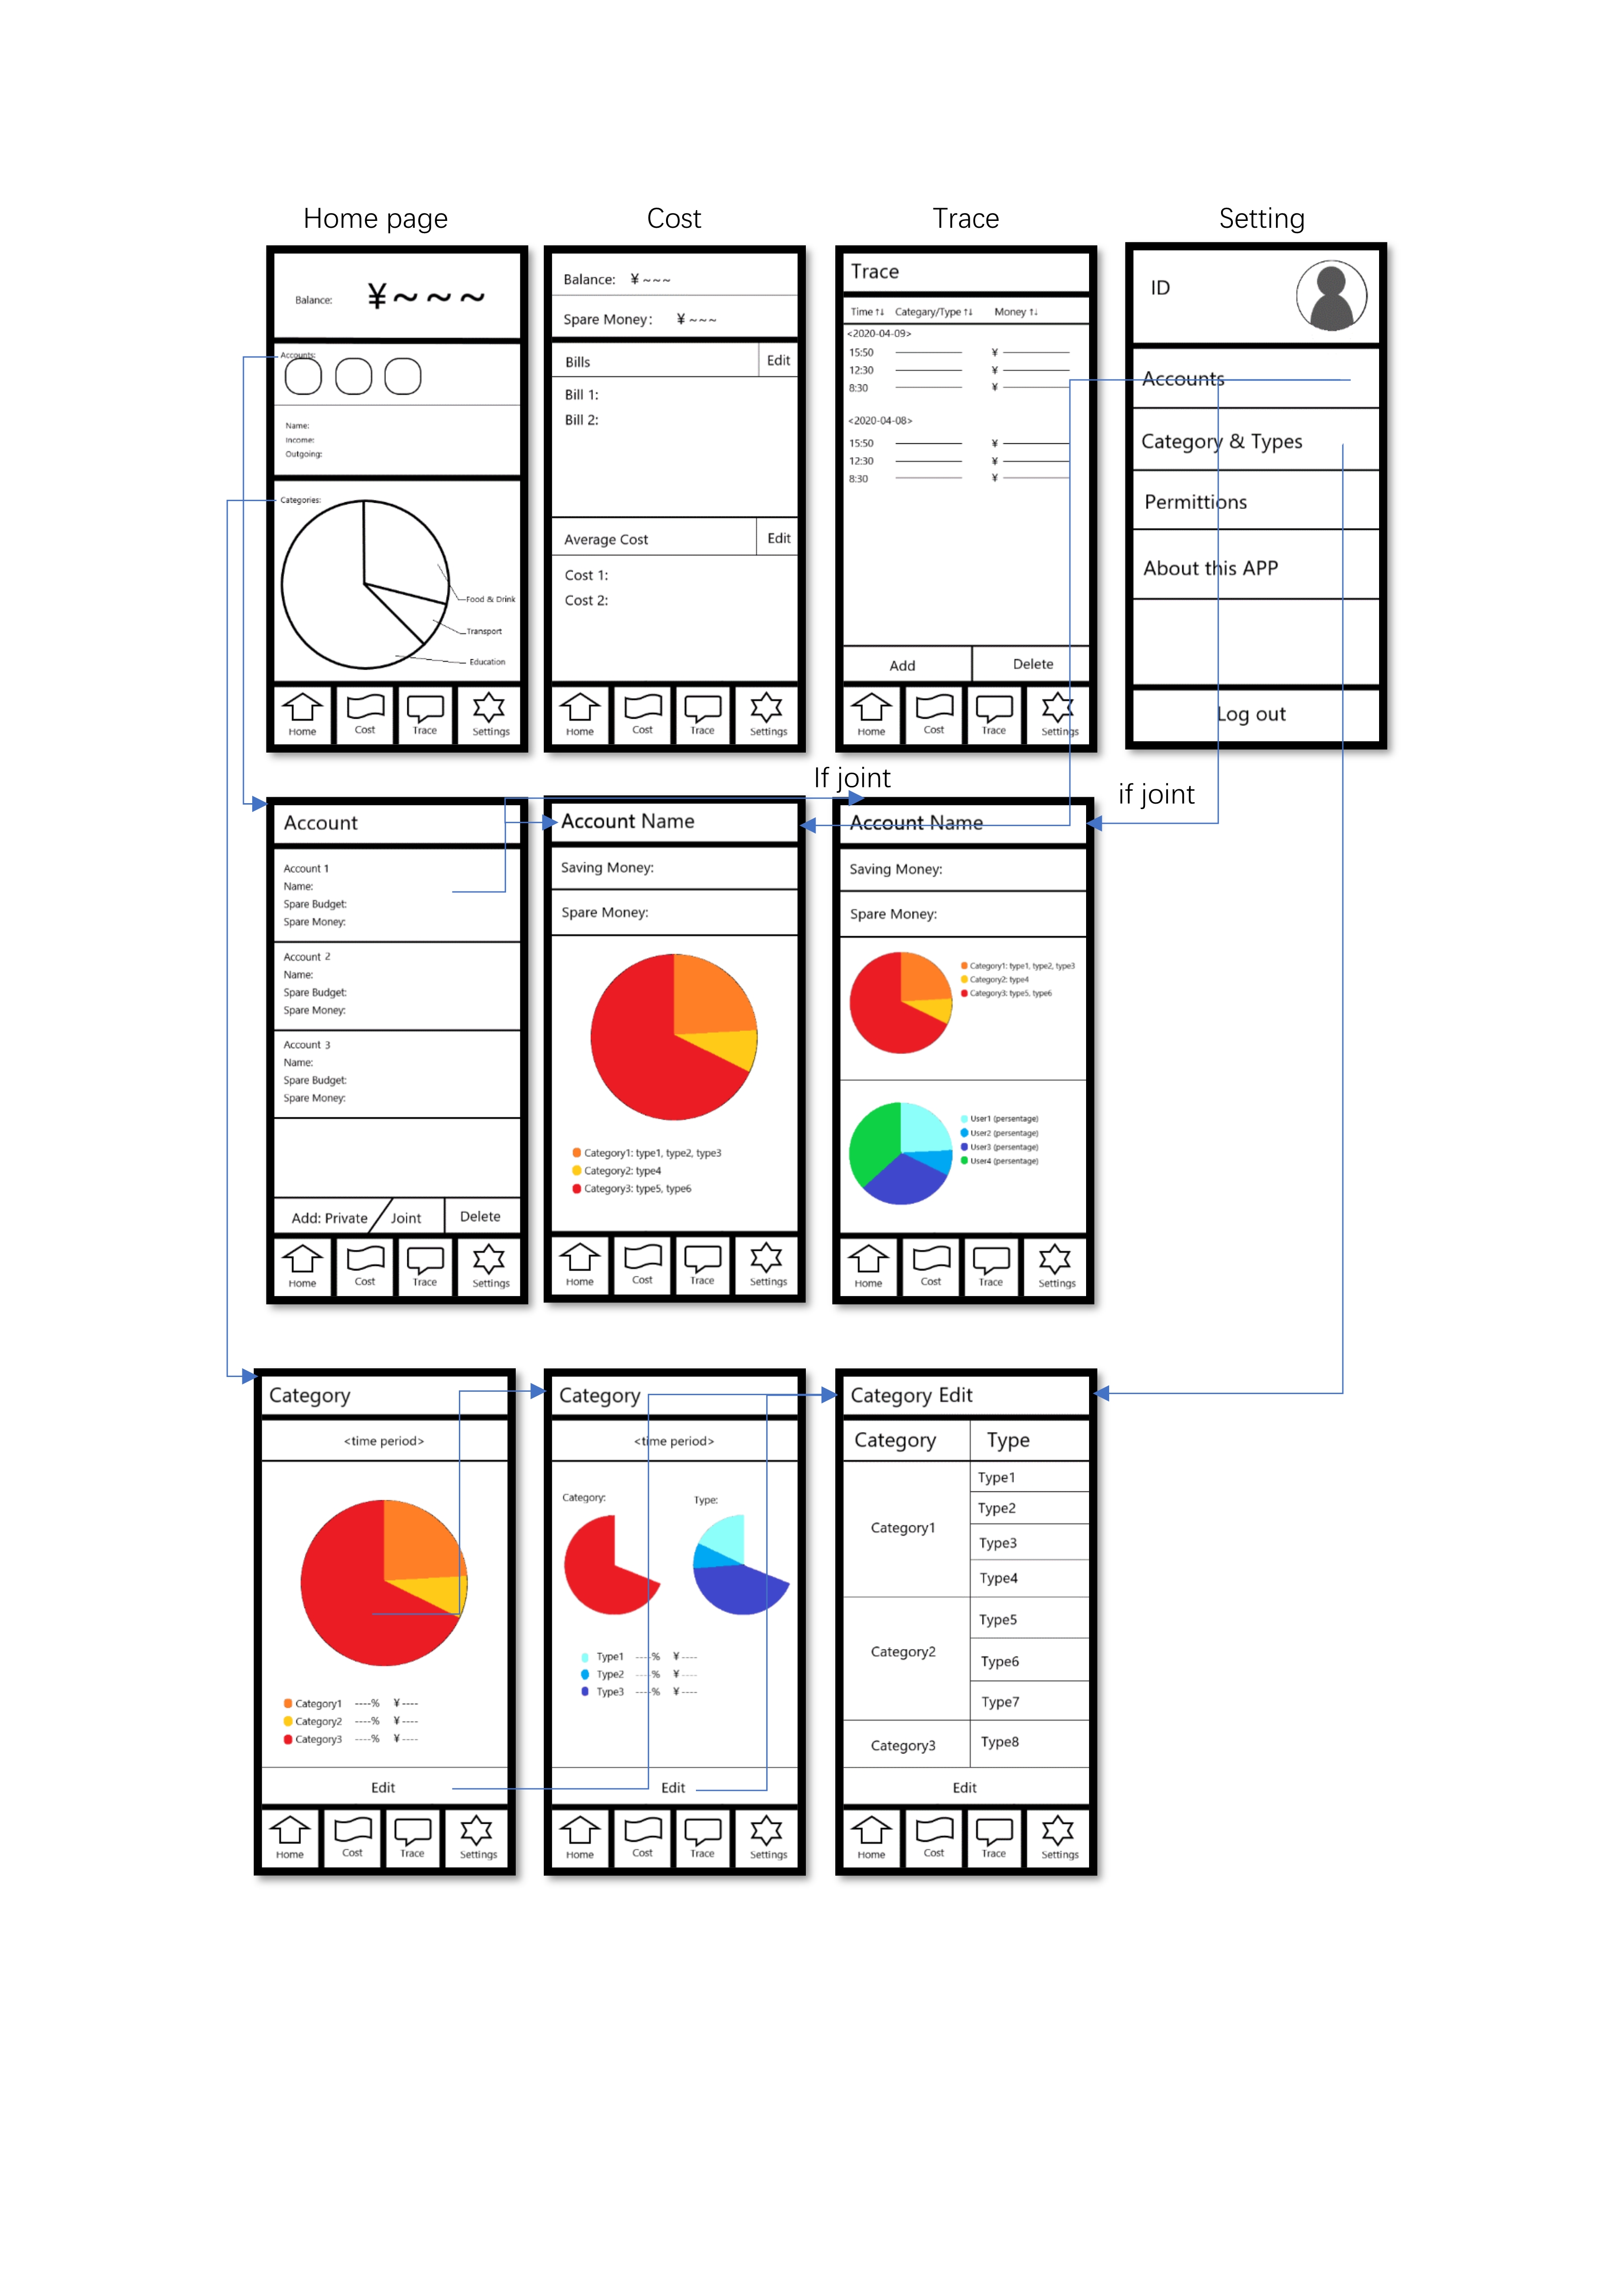 Home page
Cost
Trace
Setting
Balance: ¥~~~
Accounts:
Name:
Income:
Outgoing:
Categories:
Food & Drink
Transport
Education
Home Cost Trace Settings
Balance: ¥~~~
Spare Money: ¥~~~
Bills Edit
Bill 1:
Bill 2:
Average Cost Edit
Cost 1:
Cost 2:
Home Cost Trace Settings
Trace
Time↑↓ Categary/Type↑↓ Money↑↓
<2020-04-09>
15:50 ¥
12:30 ¥
8:30 ¥
<2020-04-08>
15:50 ¥
12:30 ¥
8:30 ¥
Add Delete
Home Cost Trace Settings
ID
Accounts
Category & Types
Permittions
About this APP
Log out
If joint
if joint
Account
Account 1
Name:
Spare Budget:
Spare Money:
Account 2
Name:
Spare Budget:
Spare Money:
Account 3
Name:
Spare Budget:
Spare Money:
Add: Private / Joint Delete
Home Cost Trace Settings
Account Name
Saving Money:
Spare Money:
Category1: type1, type2, type3
Category2: type4
Category3: type5, type6
Home Cost Trace Settings
Account Name
Saving Money:
Spare Money:
Category1: type1, type2, type3
Category2: type4
Category3: type5, type6
User1 (persentage)
User2 (persentage)
User3 (persentage)
User4 (persentage)
Home Cost Trace Settings
Category
<time period>
Category1 ----% ¥----
Category2 ----% ¥----
Category3 ----% ¥----
Edit
Home Cost Trace Settings
Category
<time period>
Category: Type:
Type1 ----% ¥----
Type2 ----% ¥----
Type3 ----% ¥----
Edit
Home Cost Trace Settings
Category Edit
Category Type
Category1
Type1
Type2
Type3
Type4
Category2
Type5
Type6
Type7
Category3
Type8
Edit
Home Cost Trace Settings